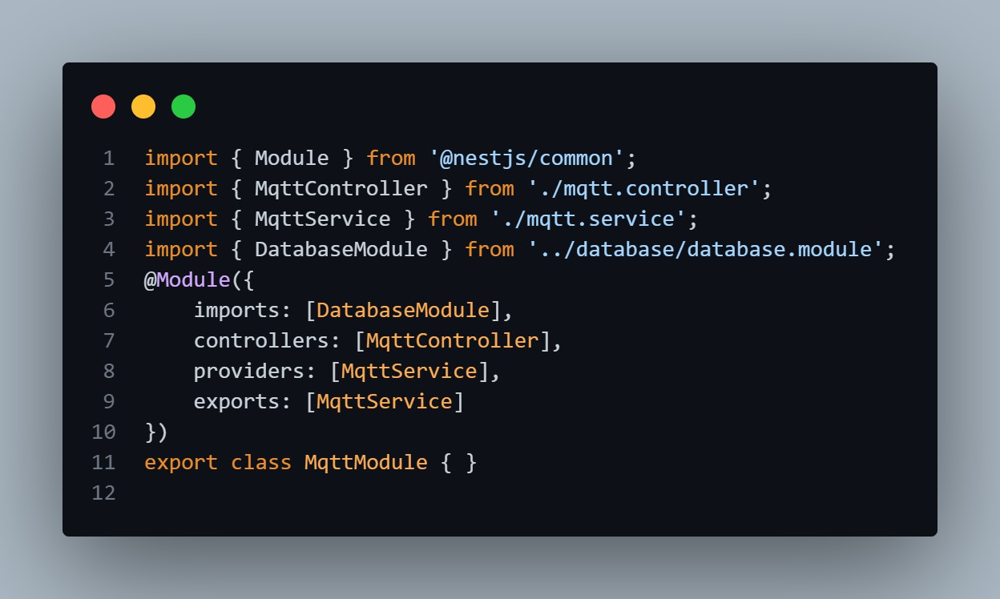 1 import { Module } from '@nestjs/common';
2 import { MqttController } from './mqtt.controller';
3 import { MqttService } from './mqtt.service';
4 import { DatabaseModule } from '../database/database.module';
5 @Module({
6     imports: [DatabaseModule],
7     controllers: [MqttController],
8     providers: [MqttService],
9     exports: [MqttService]
10 })
11 export class MqttModule { }
12